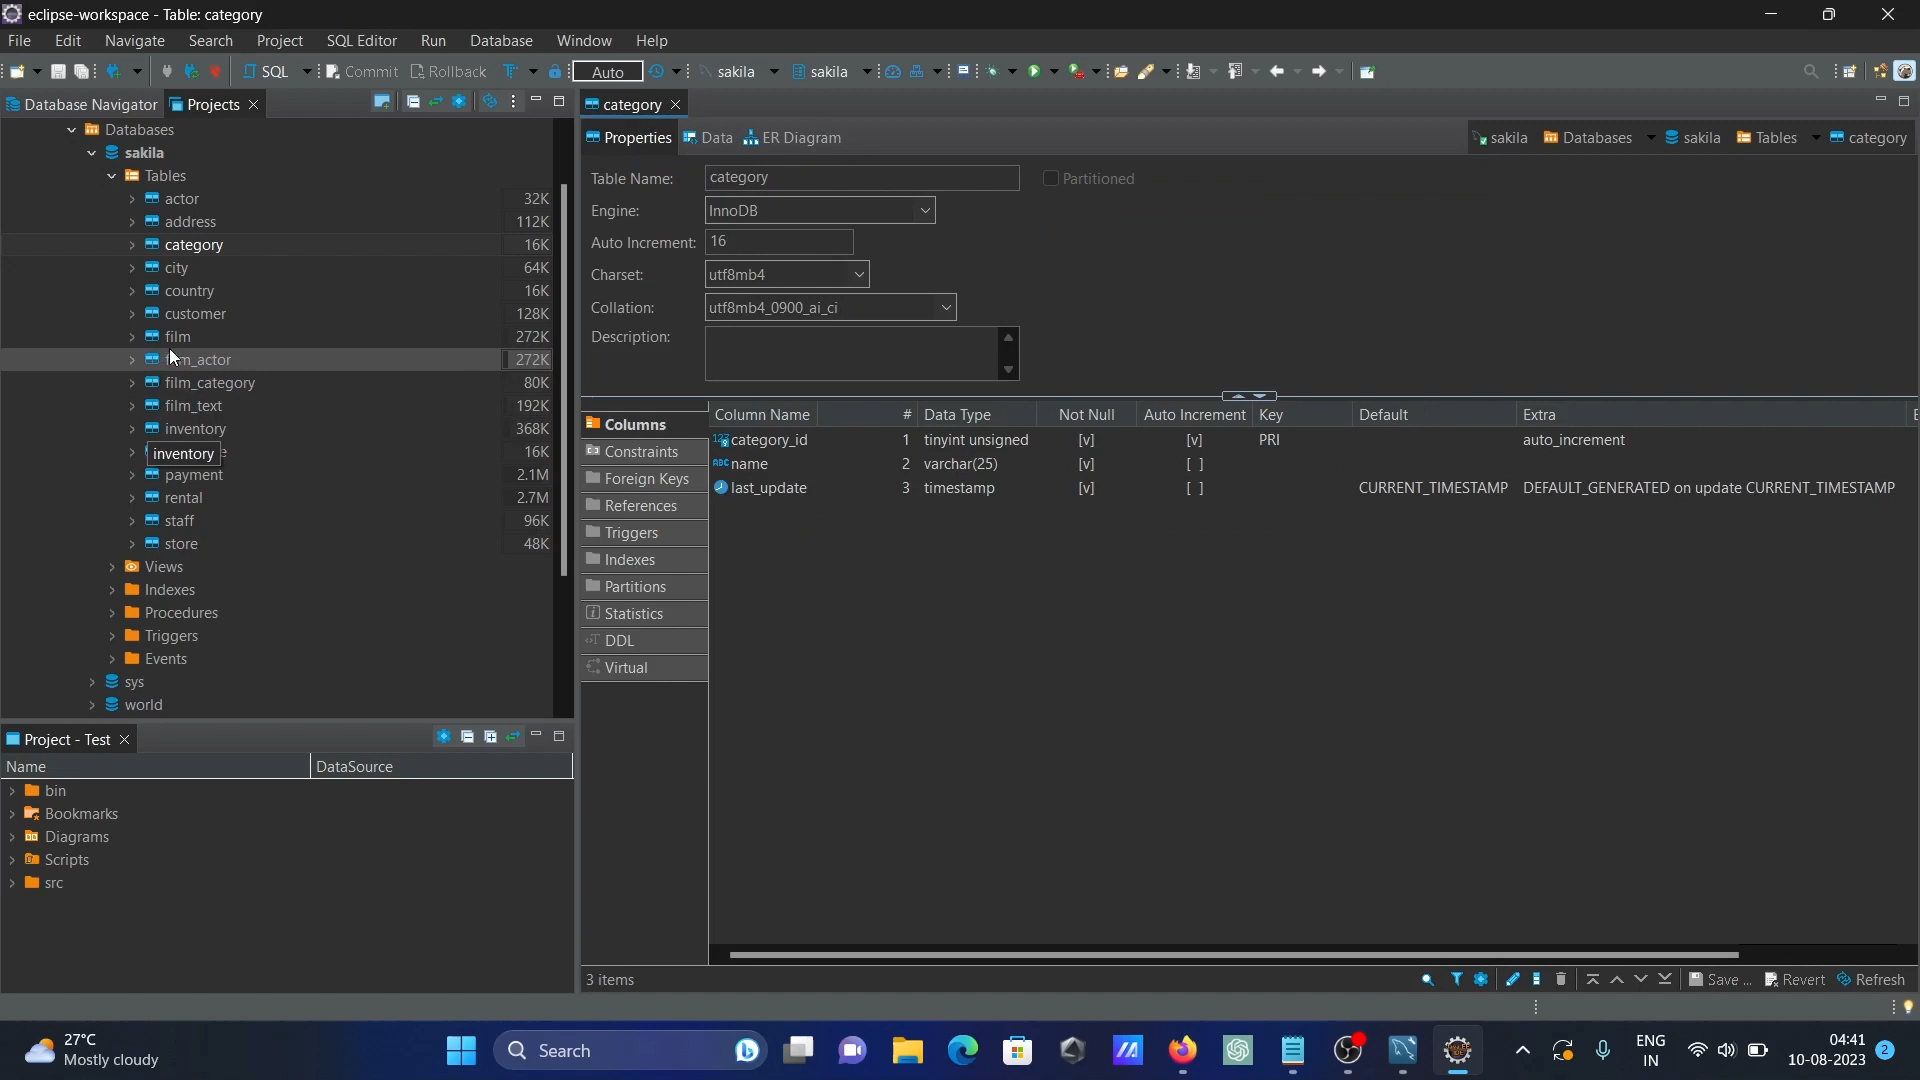 eclipse-workspace - Table: category
File Edit Navigate Search Project SQL Editor Run Database Window Help
SQL Commit Rollback Auto sakila sakila
Database Navigator Projects
Databases
sakila
Tables
actor 32K
address 112K
category 16K
city 64K
country 16K
customer 128K
film 272K
film_actor 272K
film_category 80K
film_text 192K
inventory 368K
inventory 16K
payment 2.1M
rental 2.7M
staff 96K
store 48K
Views
Indexes
Procedures
Triggers
Events
sys
world
Project - Test
Name DataSource
bin
Bookmarks
Diagrams
Scripts
src
category
Properties Data ER Diagram sakila Databases sakila Tables category
Table Name: category Partitioned
Engine: InnoDB
Auto Increment: 16
Charset: utf8mb4
Collation: utf8mb4_0900_ai_ci
Description:
Columns
Constraints
Foreign Keys
References
Triggers
Indexes
Partitions
Statistics
DDL
Virtual
Column Name # Data Type Not Null Auto Increment Key Default Extra E
123 category_id 1 tinyint unsigned [v] [v] PRI auto_increment
ABC name 2 varchar(25) [v] [ ]
last_update 3 timestamp [v] [ ] CURRENT_TIMESTAMP DEFAULT_GENERATED on update CURRENT_TIMESTAMP
3 items Save ... Revert Refresh
27°C
Mostly cloudy
Search
ENG
IN
04:41
10-08-2023
2